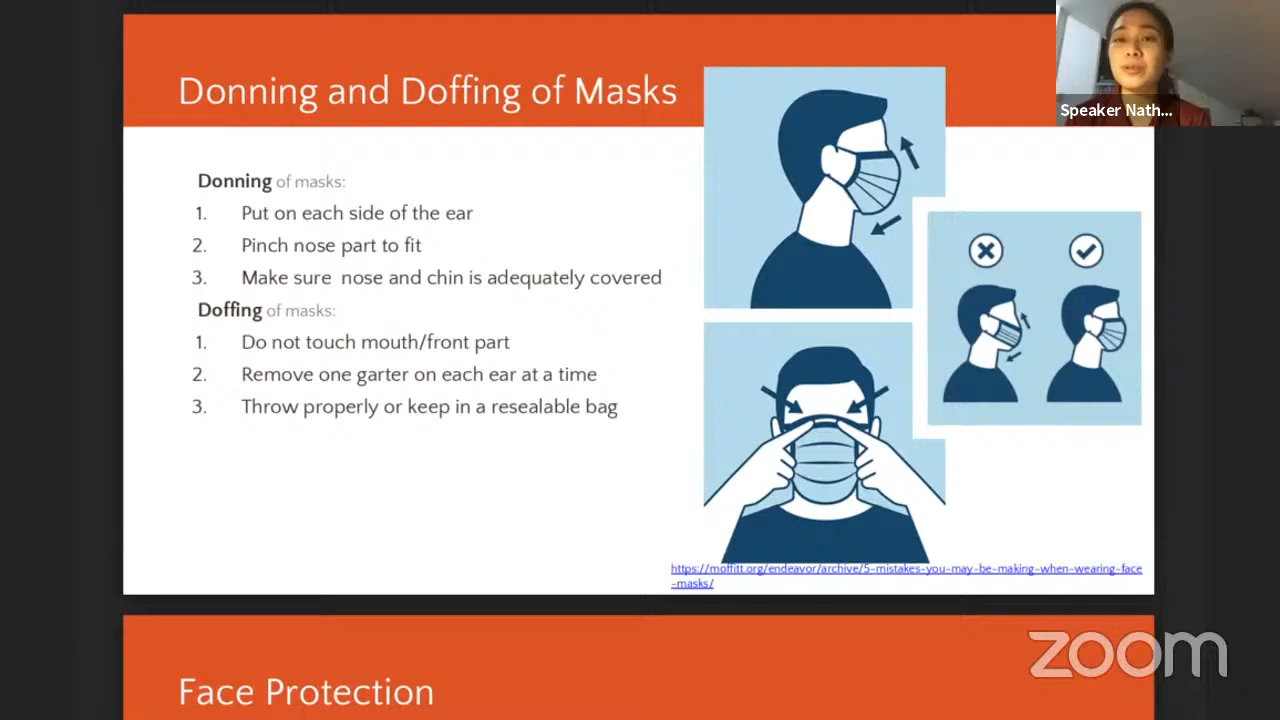 Donning and Doffing of Masks
Speaker Nath...
Donning of masks:
1. Put on each side of the ear
2. Pinch nose part to fit
3. Make sure nose and chin is adequately covered
Doffing of masks:
1. Do not touch mouth/front part
2. Remove one garter on each ear at a time
3. Throw properly or keep in a resealable bag
https://moffitt.org/endeavor/archive/5-mistakes-you-may-be-making-when-wearing-face
-masks/
zoom
Face Protection